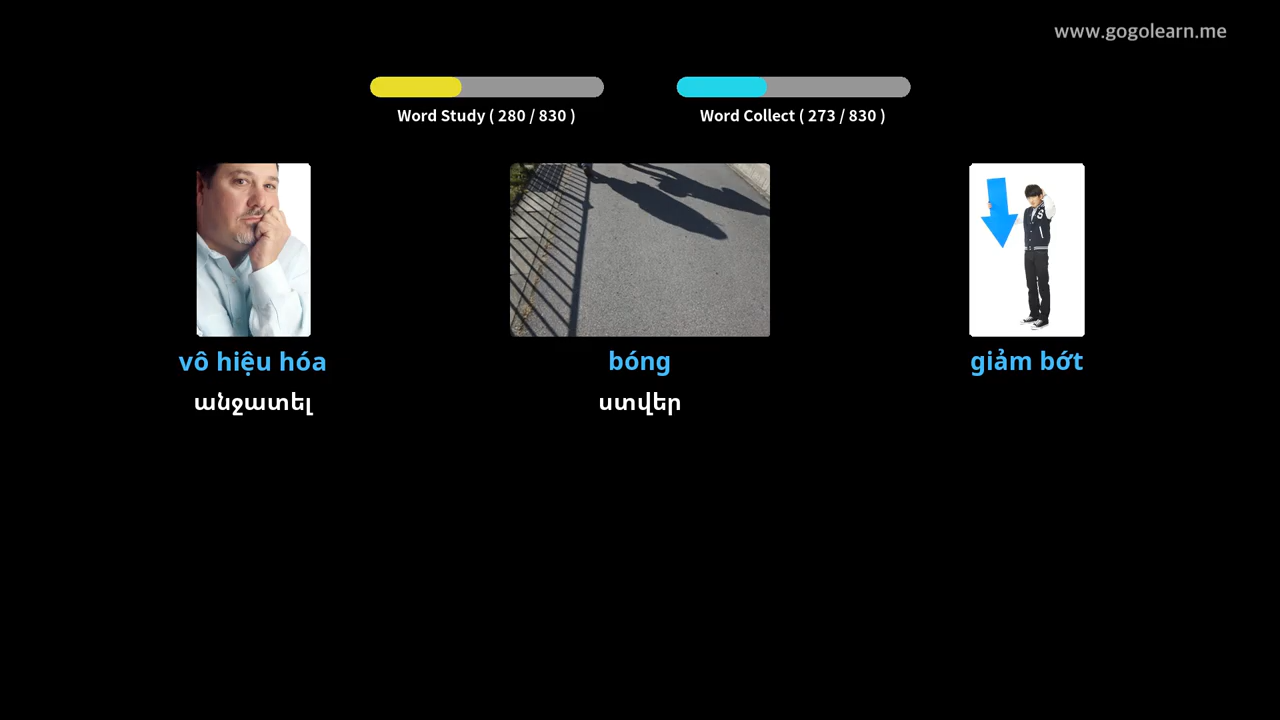 www.gogolearn.me
Word Study ( 280 / 830 )
Word Collect ( 273 / 830 )
vô hiệu hóa
bóng
giảm bớt
անջատել
ստվեր